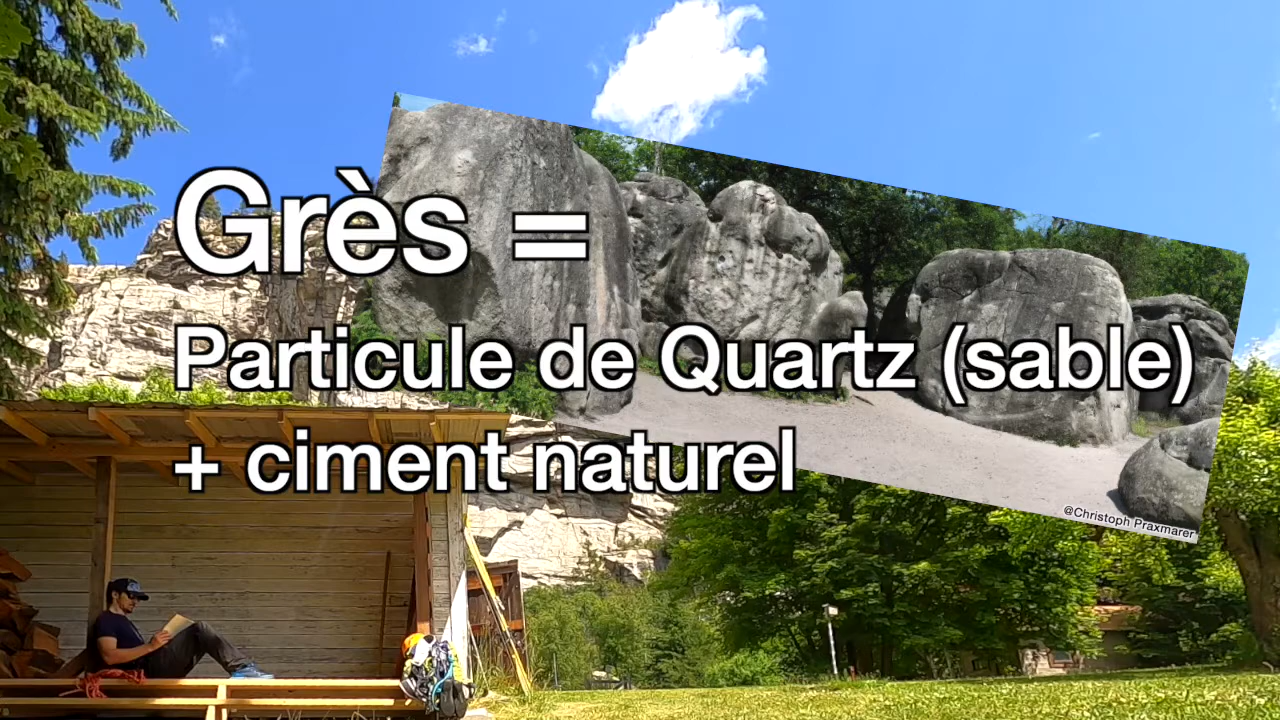 Grès =
Particule de Quartz (sable)
+ ciment naturel
@Christoph Praxmarer